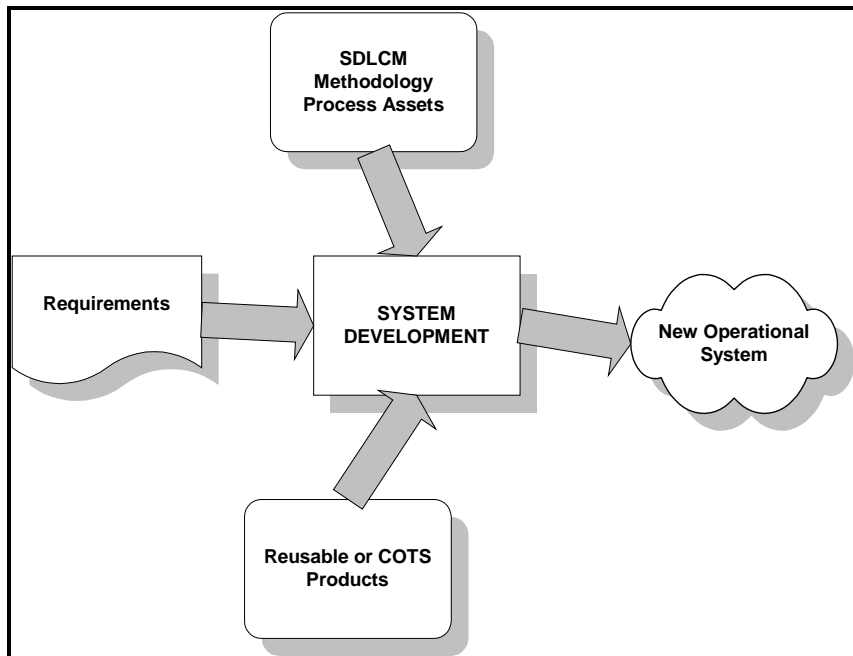 SDLCM
Methodology
Process Assets
Requirements
SYSTEM
DEVELOPMENT
New Operational
System
Reusable or COTS
Products